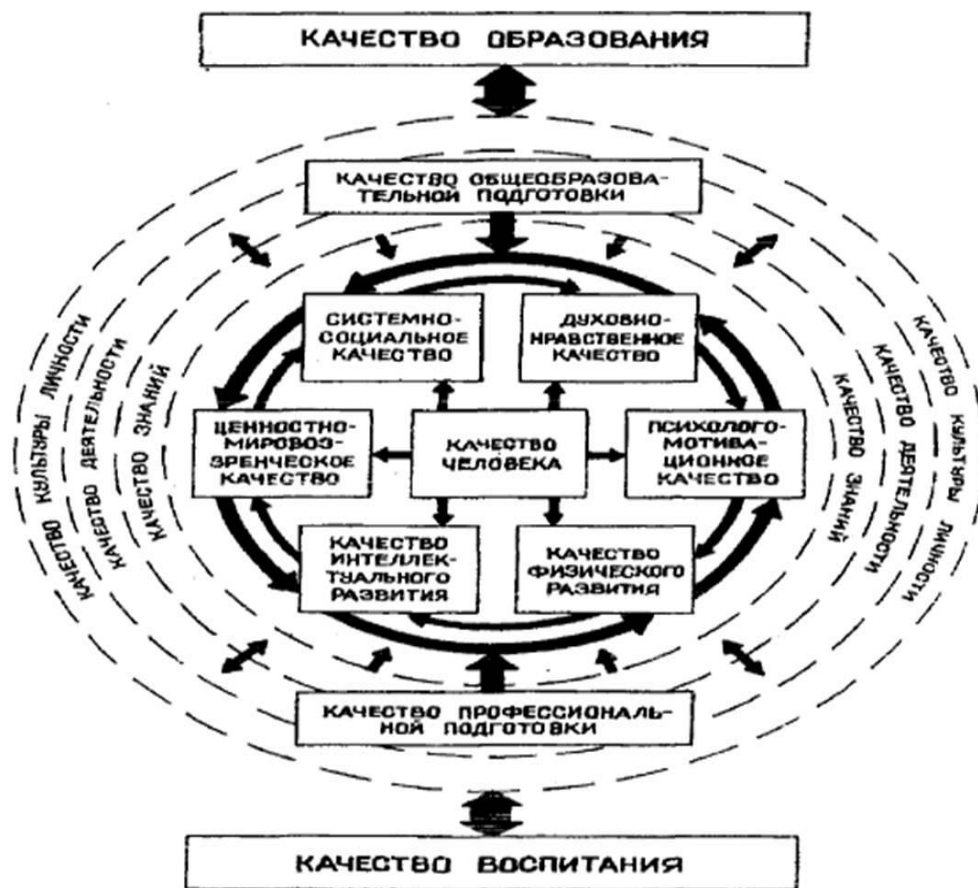 КАЧЕСТВО ОБРАЗОВАНИЯ
КАЧЕСТВО ОБЩЕОБРАЗОВА-
ТЕЛЬНОЙ ПОДГОТОВКИ
СИСТЕМНО-
СОЦИАЛЬНОЕ
КАЧЕСТВО
ДУХОВНО-
НРАВСТВЕННОЕ
КАЧЕСТВО
КАЧЕСТВО КУЛЬТУРЫ ЛИЧНОСТИ
КАЧЕСТВО ДЕЯТЕЛЬНОСТИ
КАЧЕСТВО ЗНАНИЙ
ЦЕННОСТНО-
МИРОВОЗ-
ЗРЕНЧЕСКОЕ
КАЧЕСТВО
КАЧЕСТВО
ЧЕЛОВЕКА
ПСИХОЛОГО-
МОТИВА-
ЦИОННОЕ
КАЧЕСТВО
КАЧЕСТВО ЗНАНИЙ
КАЧЕСТВО ДЕЯТЕЛЬНОСТИ
КАЧЕСТВО КУЛЬТУРЫ ЛИЧНОСТИ
КАЧЕСТВО
ИНТЕЛЛЕК-
ТУАЛЬНОГО
РАЗВИТИЯ
КАЧЕСТВО
ФИЗИЧЕСКОГО
РАЗВИТИЯ
КАЧЕСТВО ПРОФЕССИОНАЛЬ-
НОЙ ПОДГОТОВКИ
КАЧЕСТВО ВОСПИТАНИЯ